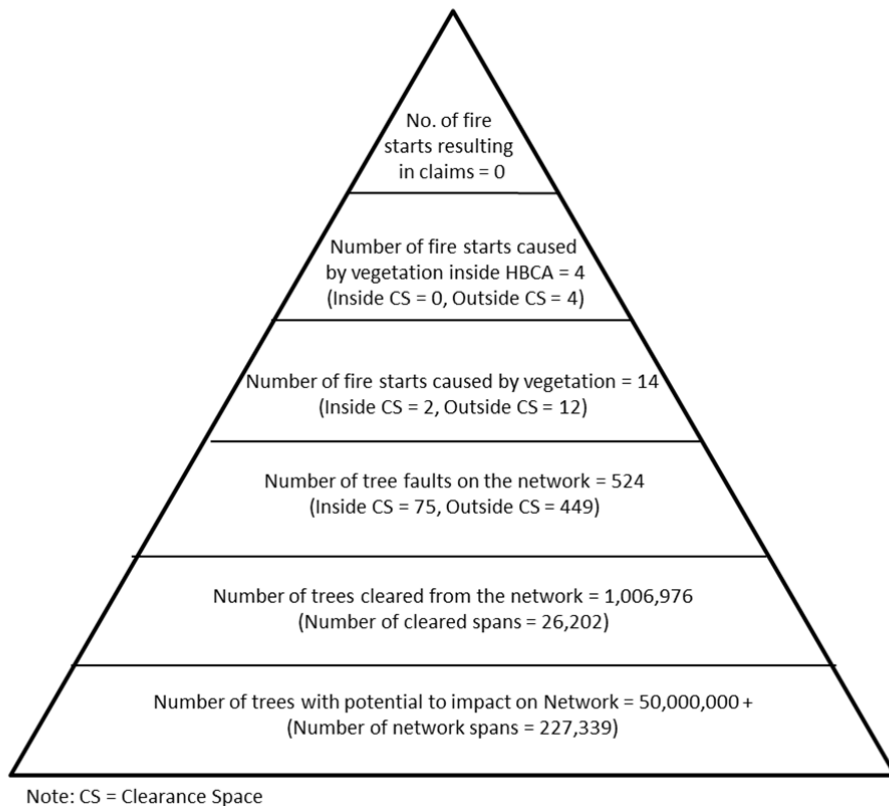 No. of fire
starts resulting
in claims = 0
Number of fire starts caused
by vegetation inside HBCA = 4
(Inside CS = 0, Outside CS = 4)
Number of fire starts caused by vegetation = 14
(Inside CS = 2, Outside CS = 12)
Number of tree faults on the network = 524
(Inside CS = 75, Outside CS = 449)
Number of trees cleared from the network = 1,006,976
(Number of cleared spans = 26,202)
Number of trees with potential to impact on Network = 50,000,000 +
(Number of network spans = 227,339)
Note: CS = Clearance Space